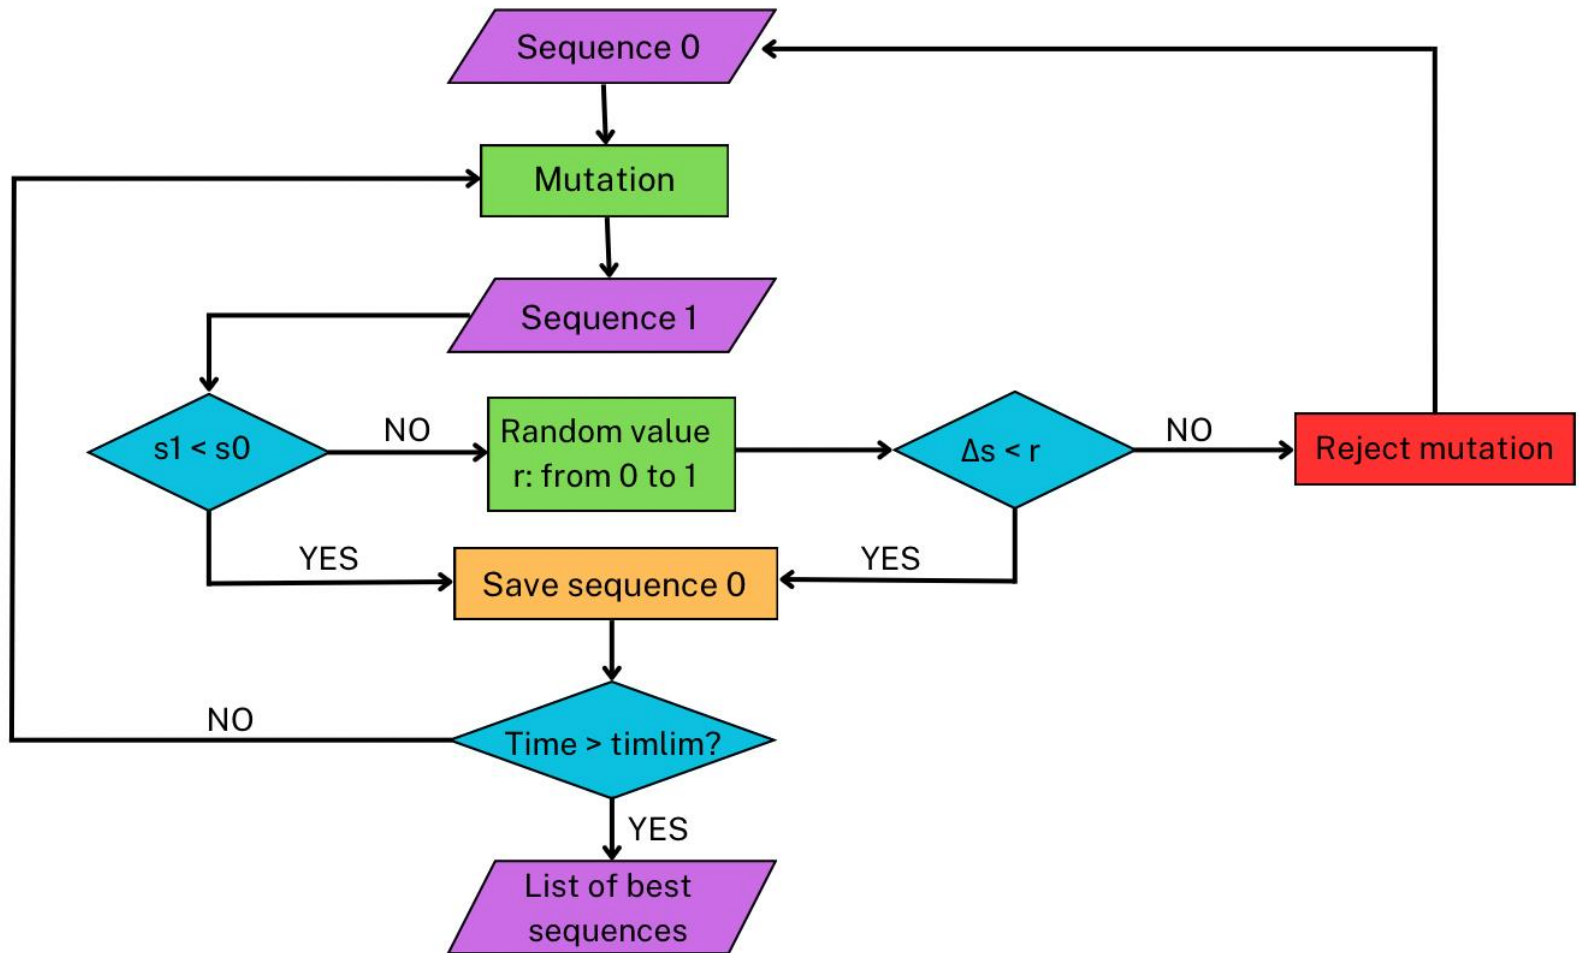 Sequence 0
Mutation
Sequence 1
s1 < s0
NO
Random value
r: from 0 to 1
Δs < r
NO
Reject mutation
YES
Save sequence 0
YES
NO
Time > timlim?
YES
List of best
sequences